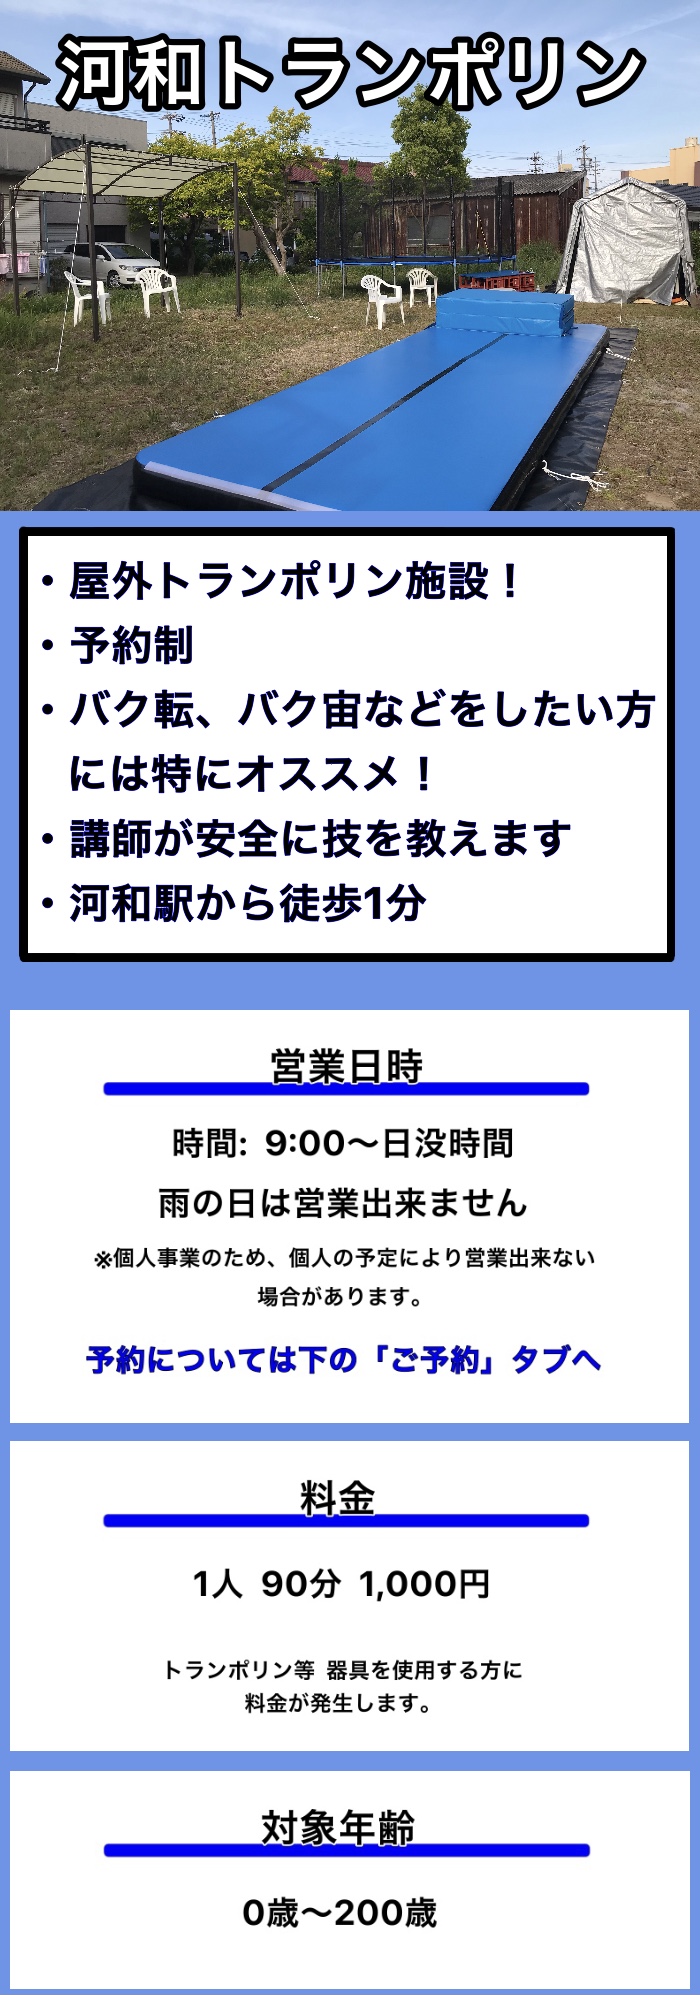 河和トランポリン
・屋外トランポリン施設！
・予約制
・バク転、バク宙などをしたい方
には特にオススメ！
・講師が安全に技を教えます
・河和駅から徒歩1分
営業日時
時間: 9:00〜日没時間
雨の日は営業出来ません
※個人事業のため、個人の予定により営業出来ない
場合があります。
予約については下の「ご予約」タブへ
料金
1人 90分 1,000円
トランポリン等 器具を使用する方に
料金が発生します。
対象年齢
0歳〜200歳